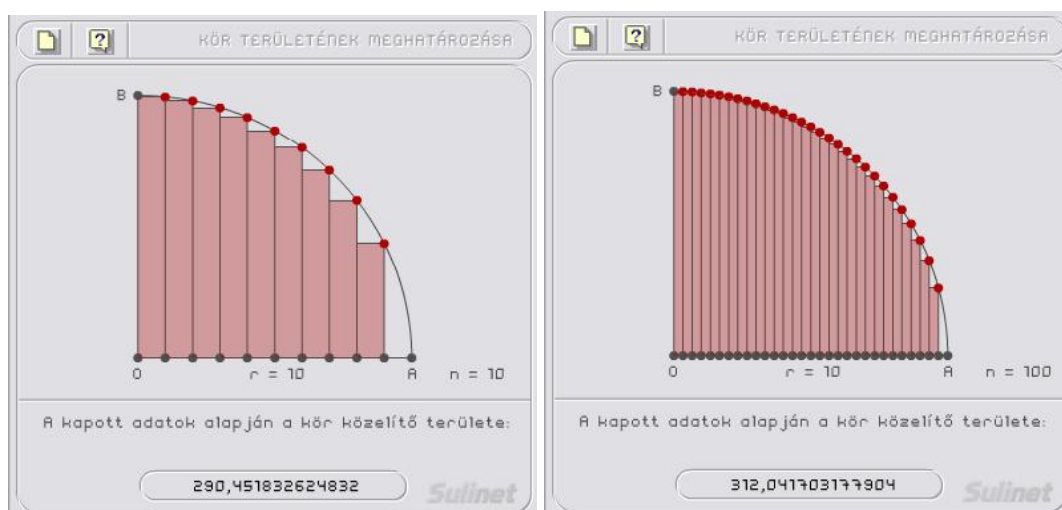 KÖR TERÜLETÉNEK MEGHATÁROZÁSA
B
0 r = 10 A n = 10
A kapott adatok alapján a kör közelítő területe:
290,451832624832
Sulinet
KÖR TERÜLETÉNEK MEGHATÁROZÁSA
B
0 r = 10 A n = 100
A kapott adatok alapján a kör közelítő területe:
312,041703177904
Sulinet